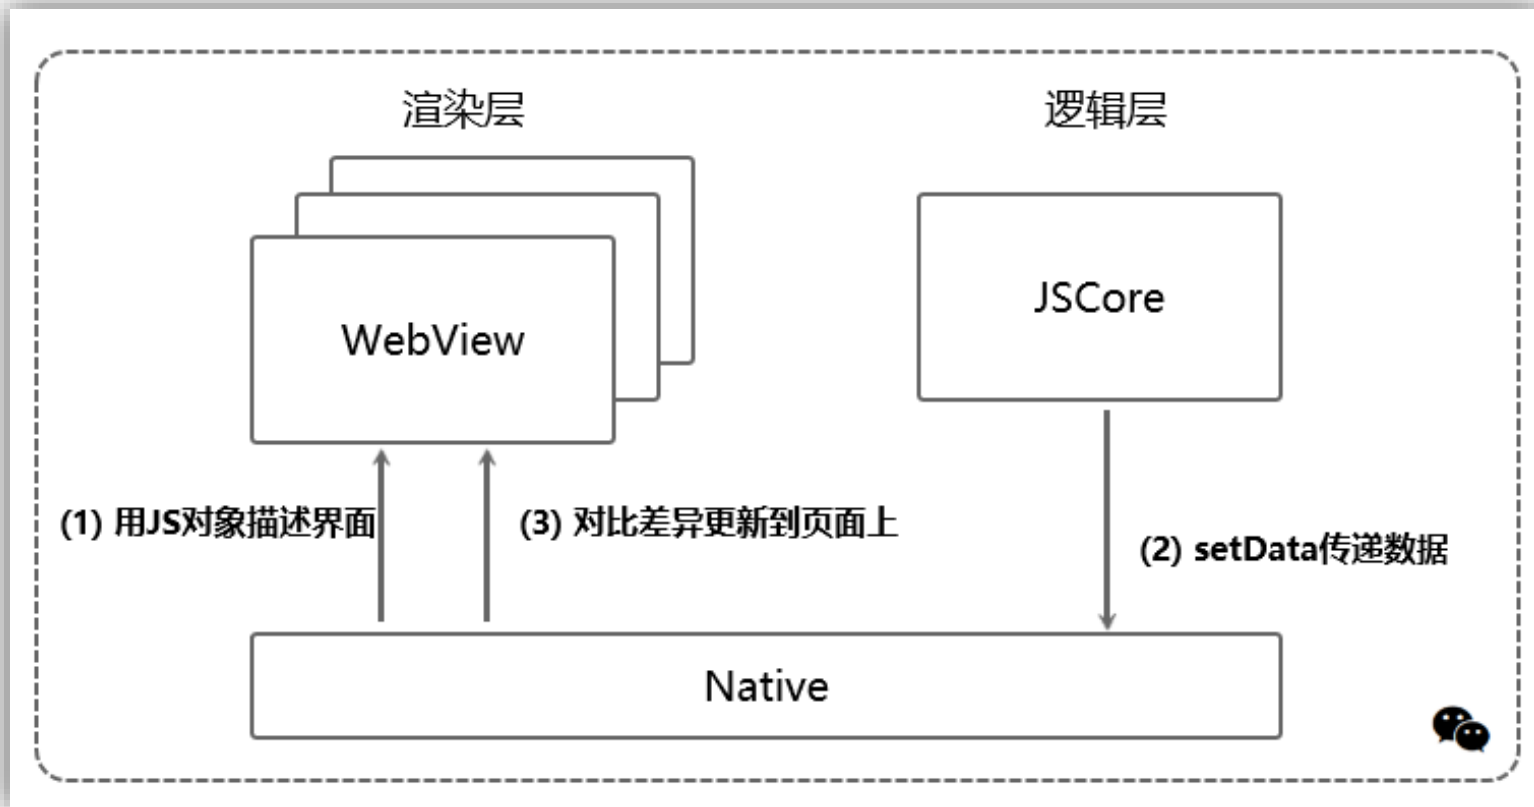 渲染层
逻辑层
WebView
JSCore
(1) 用JS对象描述界面
(3) 对比差异更新到页面上
(2) setData传递数据
Native